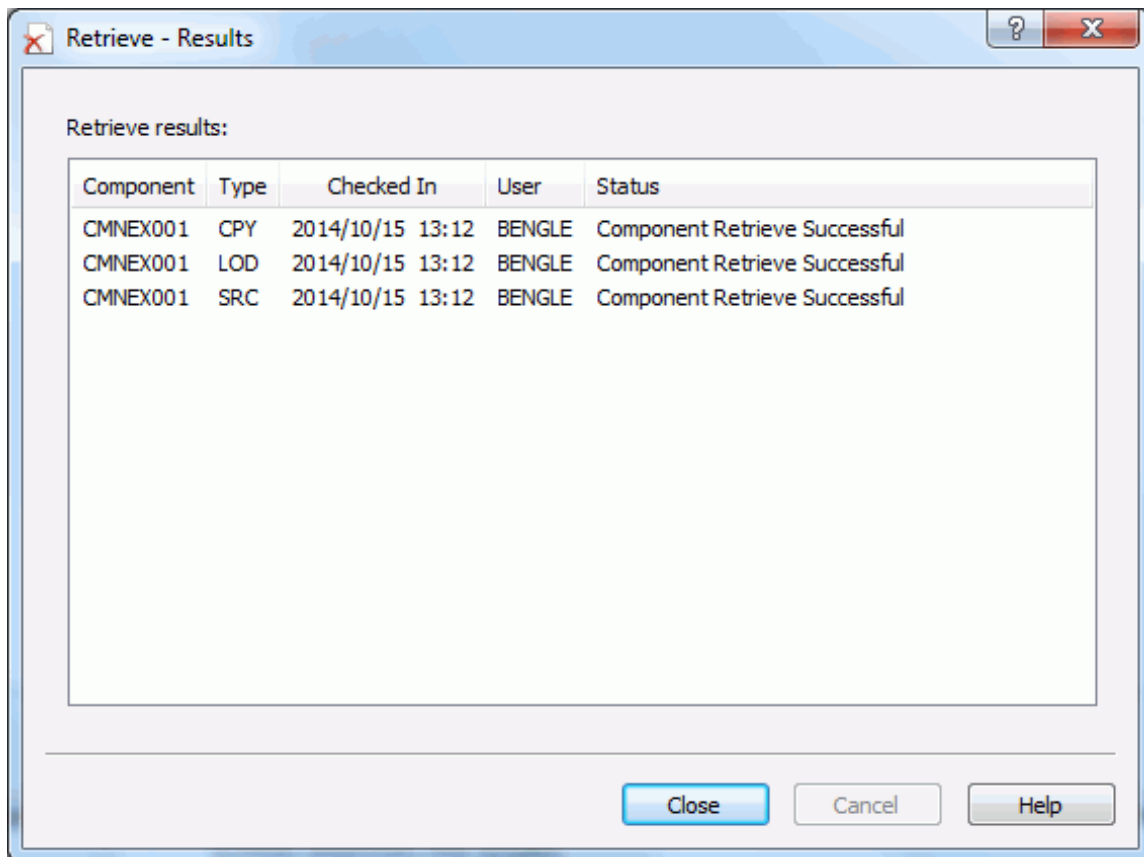 Retrieve - Results
Retrieve results:
Component Type Checked In User Status
CMNEX001 CPY 2014/10/15 13:12 BENGLE Component Retrieve Successful
CMNEX001 LOD 2014/10/15 13:12 BENGLE Component Retrieve Successful
CMNEX001 SRC 2014/10/15 13:12 BENGLE Component Retrieve Successful
Close Cancel Help